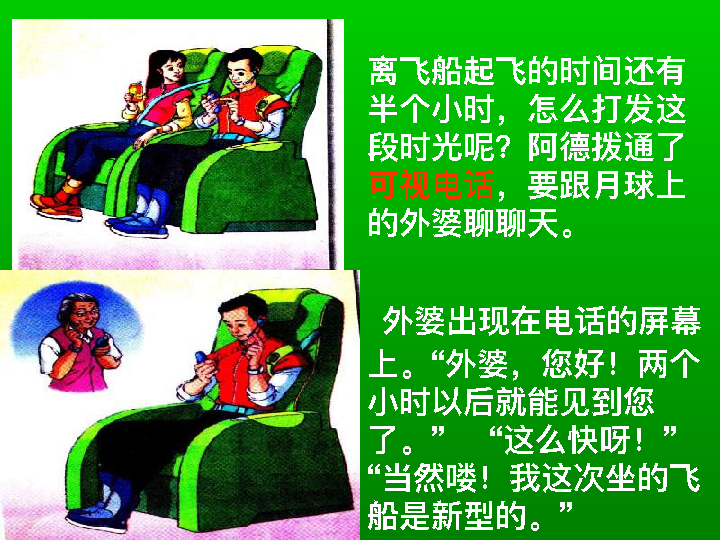 离飞船起飞的时间还有
半个小时，怎么打发这
段时光呢？阿德拨通了
可视电话，要跟月球上
的外婆聊聊天。
外婆出现在电话的屏幕
上。“外婆，您好！两个
小时以后就能见到您
了。” “这么快呀！”
“当然喽！我这次坐的飞
船是新型的。”